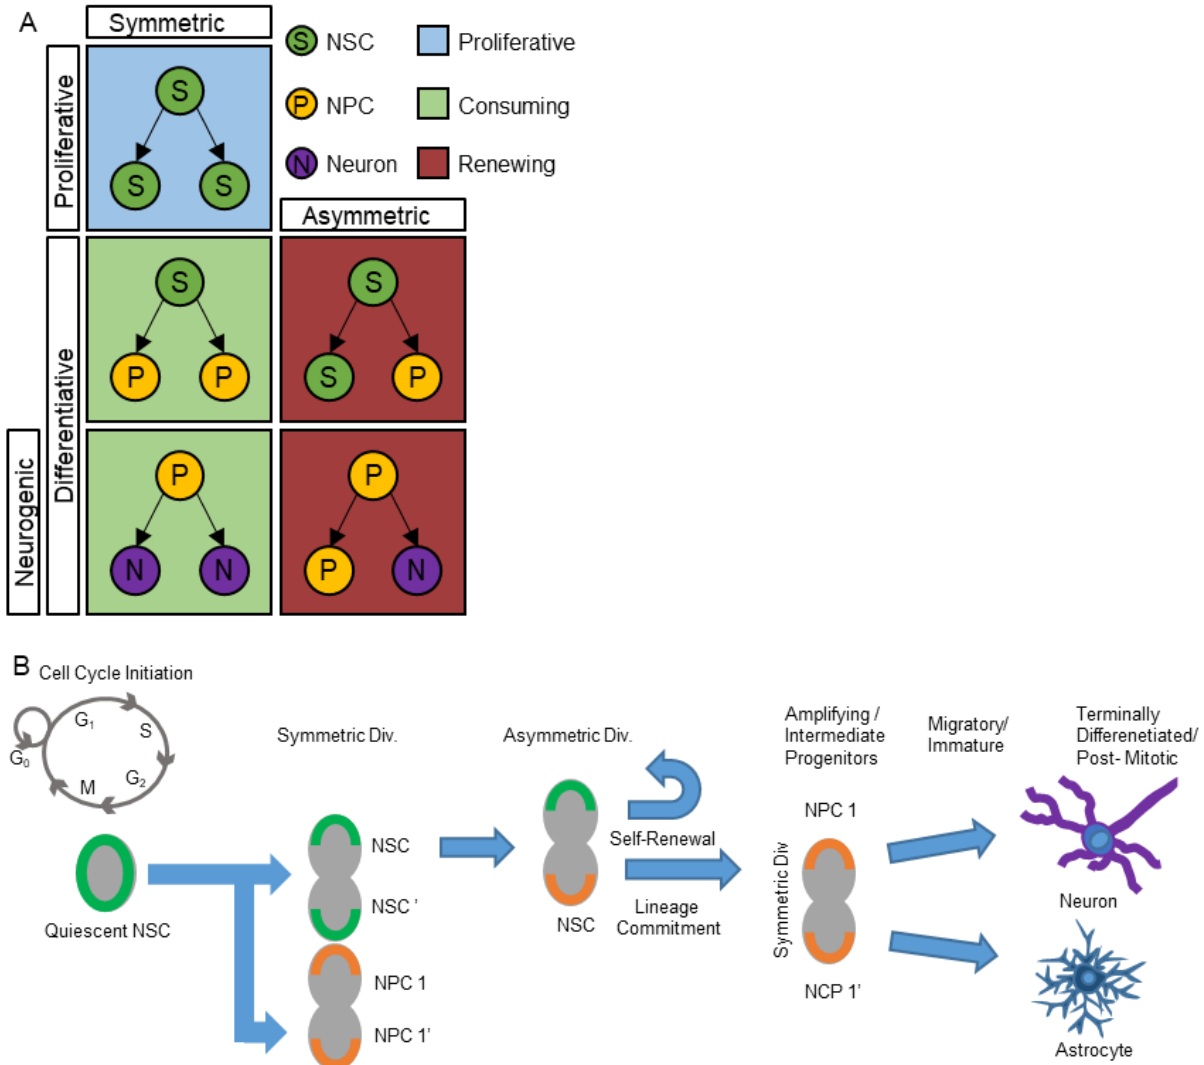 A
Symmetric
S NSC
Proliferative
P NPC
Consuming
N Neuron
Renewing
Proliferative
S
S S
Asymmetric
Differentiative
S
P P
S
S P
Neurogenic
P
N N
P
P N
B
Cell Cycle Initiation
G1
S
G0
G2
M
Quiescent NSC
Symmetric Div.
NSC
NSC '
NPC 1
NPC 1'
Asymmetric Div.
Self-Renewal
NSC
Lineage
Commitment
Amplifying /
Intermediate
Progenitors
NPC 1
Symmetric Div
NCP 1'
Migratory/
Immature
Terminally
Differenetiated/
Post- Mitotic
Neuron
Astrocyte